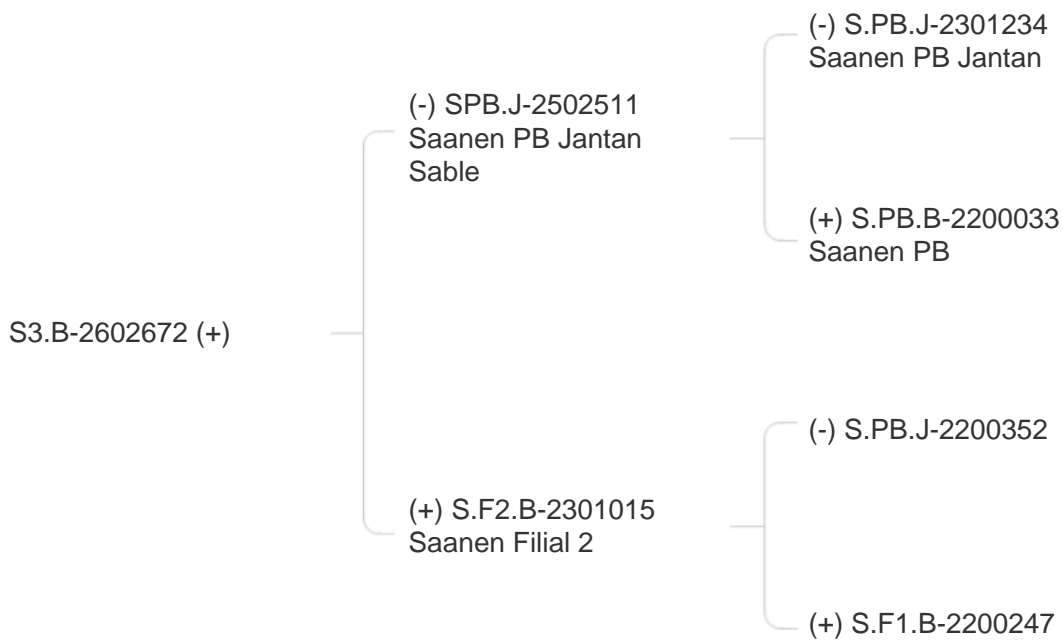 (-) S.PB.J-2301234
Saanen PB Jantan
(-) SPB.J-2502511
Saanen PB Jantan
Sable
(+) S.PB.B-2200033
Saanen PB
S3.B-2602672 (+)
(-) S.PB.J-2200352
(+) S.F2.B-2301015
Saanen Filial 2
(+) S.F1.B-2200247